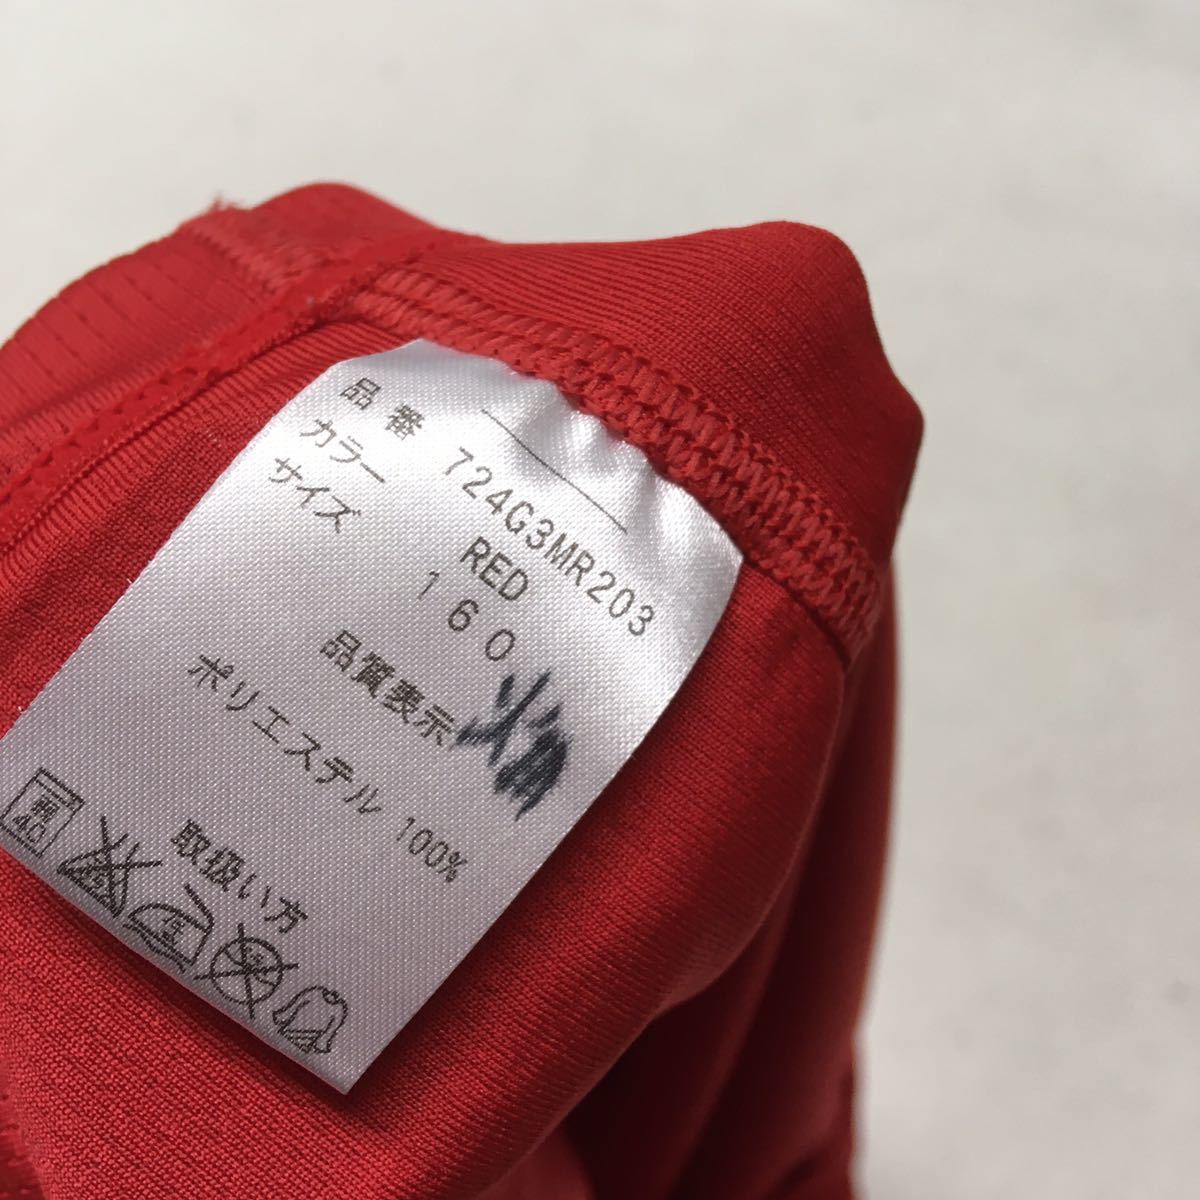 品番 724G3MR203
カラー RED
サイズ 160
品質表示
ポリエステル 100%
取扱い方
40